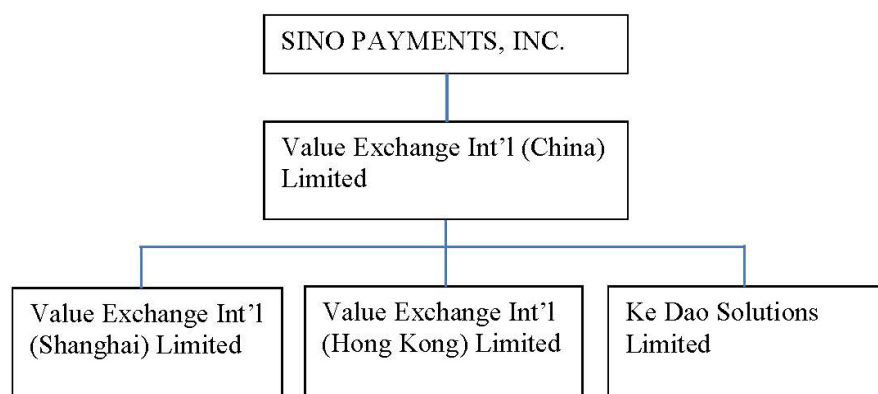 SINO PAYMENTS, INC.
Value Exchange Int’l (China)
Limited
Value Exchange Int’l
(Shanghai) Limited
Value Exchange Int’l
(Hong Kong) Limited
Ke Dao Solutions
Limited